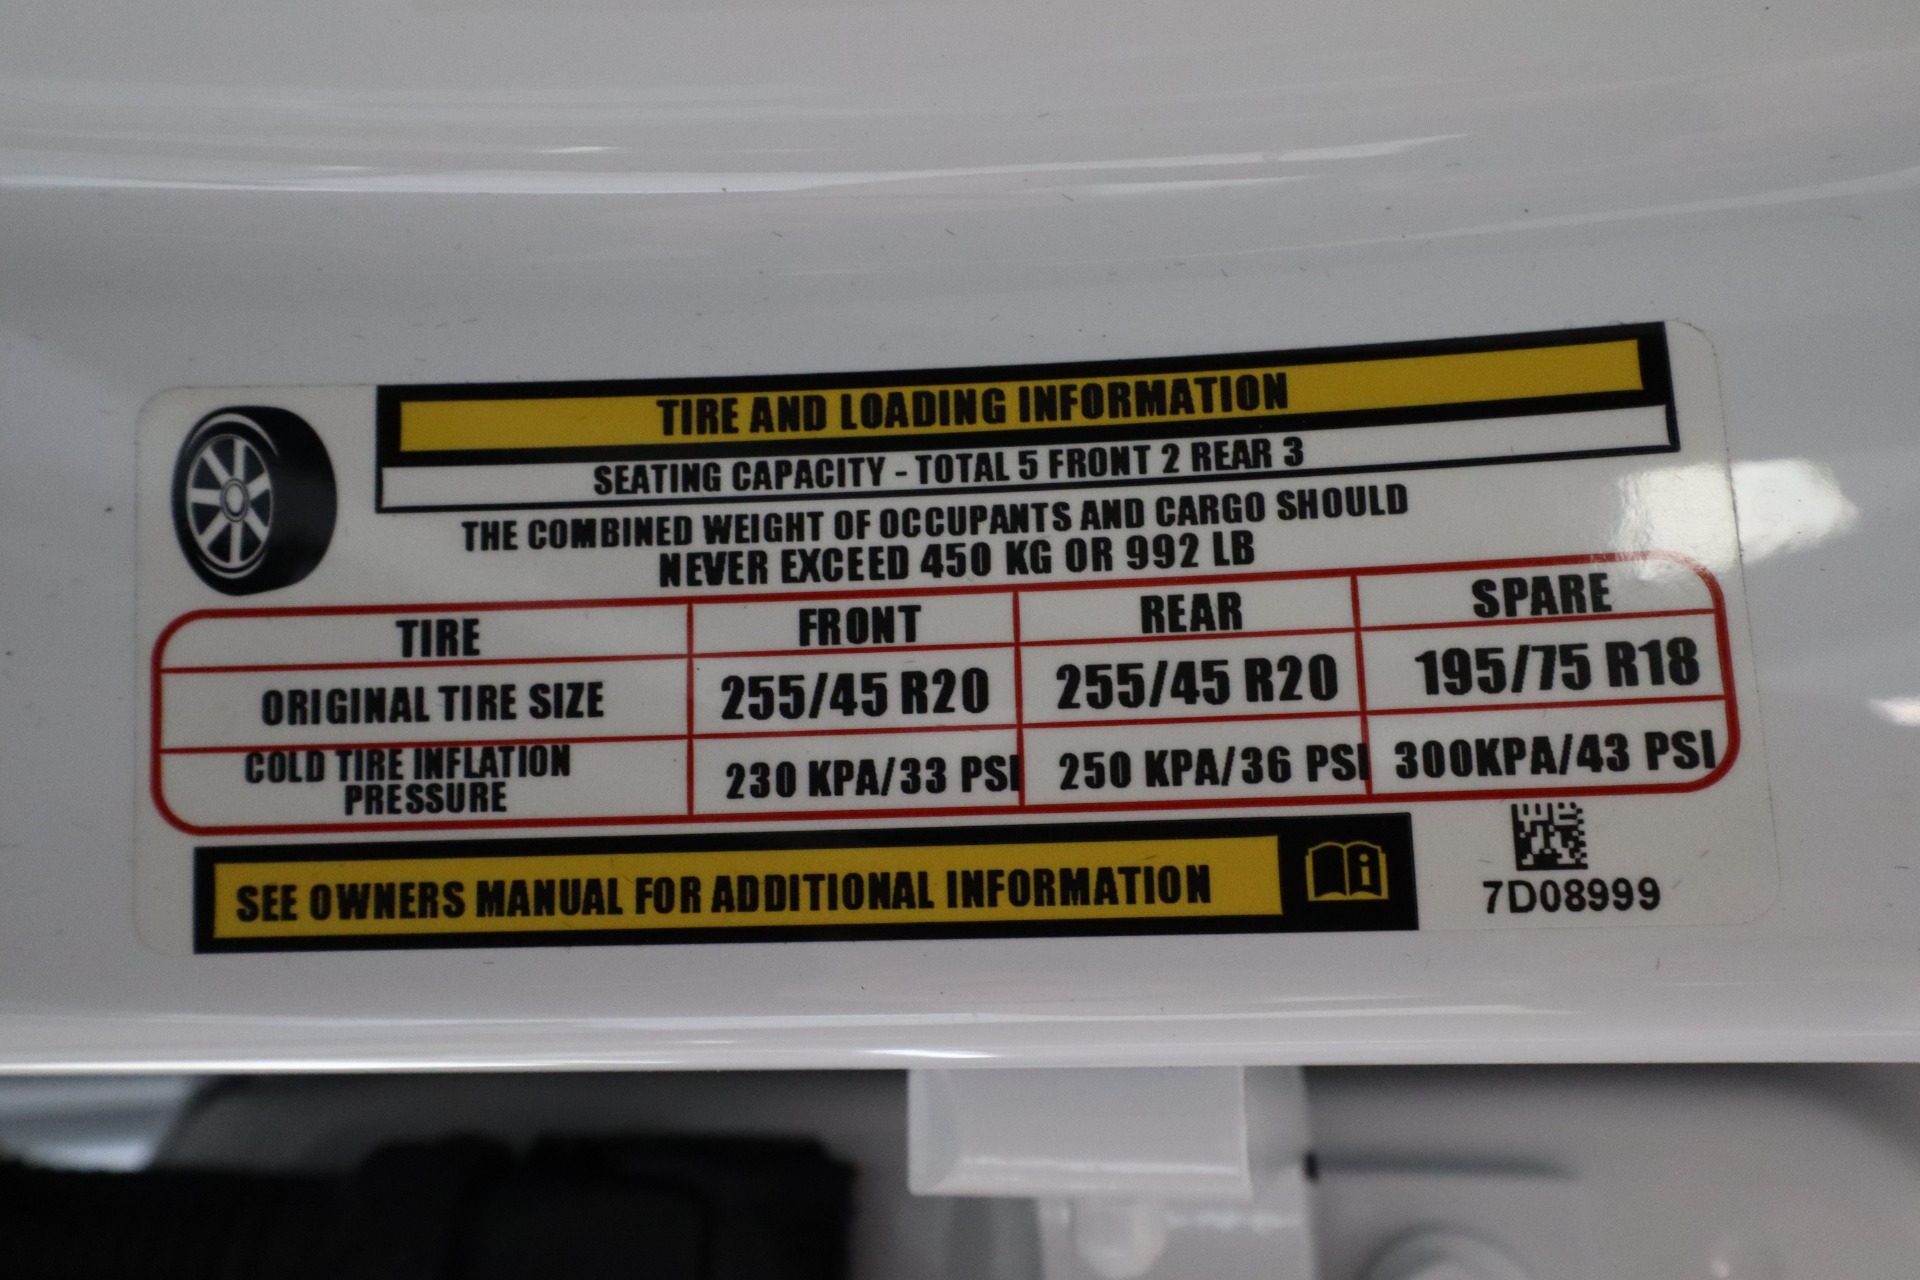 TIRE AND LOADING INFORMATION
SEATING CAPACITY - TOTAL 5 FRONT 2 REAR 3
THE COMBINED WEIGHT OF OCCUPANTS AND CARGO SHOULD
NEVER EXCEED 450 KG OR 992 LB
TIRE FRONT REAR SPARE
ORIGINAL TIRE SIZE 255/45 R20 255/45 R20 195/75 R18
COLD TIRE INFLATION
PRESSURE 230 KPA/33 PSI 250 KPA/36 PSI 300KPA/43 PSI
SEE OWNERS MANUAL FOR ADDITIONAL INFORMATION
7D08999